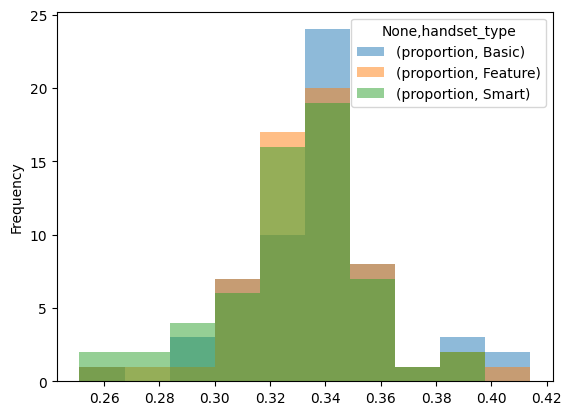 None,handset_type
(proportion, Basic)
(proportion, Feature)
(proportion, Smart)
Frequency
25
20
15
10
5
0
0.26 0.28 0.30 0.32 0.34 0.36 0.38 0.40 0.42